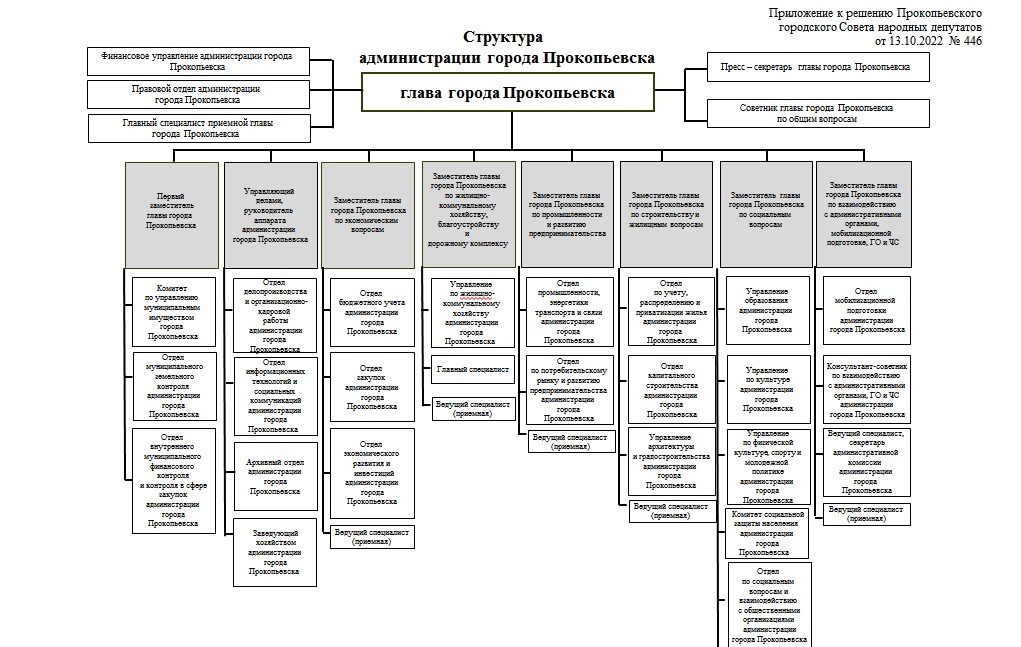 Приложение к решению Прокопьевского
городского Совета народных депутатов
от 13.10.2022 № 446
Структура
администрации города Прокопьевска
Финансовое управление администрации города
Прокопьевска
Правовой отдел администрации
города Прокопьевска
Главный специалист приемной главы
города Прокопьевска
глава города Прокопьевска
Пресс – секретарь главы города Прокопьевска
Советник главы города Прокопьевска
по общим вопросам
Первый
заместитель
главы города
Прокопьевска
Управляющий
делами,
руководитель
аппарата
администрации
города Прокопьевска
Заместитель главы
города Прокопьевска
по экономическим
вопросам
Заместитель главы
города Прокопьевска
по жилищно-
коммунальному
хозяйству,
благоустройству
и
дорожному комплексу
Заместитель главы
города Прокопьевска
по промышленности
и развитию
предпринимательства
Заместитель главы
города Прокопьевска
по строительству и
жилищным вопросам
Заместитель главы
города Прокопьевска
по социальным
вопросам
Заместитель главы
города Прокопьевска
по взаимодействию
с административными
органами,
мобилизационной
подготовке, ГО и ЧС
Комитет
по управлению
муниципальным
имуществом
города
Прокопьевска
Отдел
муниципального
земельного
контроля
администрации
города
Прокопьевска
Отдел
внутреннего
муниципального
финансового
контроля
и контроля в сфере
закупок
администрации
города
Прокопьевска
Отдел
делопроизводства
и организационно-
кадровой
работы
администрации
города
Прокопьевска
Отдел
информационных
технологий и
социальных
коммуникаций
администрации
города
Прокопьевска
Архивный отдел
администрации
города
Прокопьевска
Заведующий
хозяйством
администрации
города
Прокопьевска
Отдел
бюджетного учета
администрации
города
Прокопьевска
Отдел
закупок
администрации
города
Прокопьевска
Отдел
экономического
развития и
инвестиций
администрации
города
Прокопьевска
Ведущий специалист
(приемная)
Управление
по жилищно-
коммунальному
хозяйству
администрации
города
Прокопьевска
Главный специалист
Ведущий специалист
(приемная)
Отдел
промышленности,
энергетики
транспорта и связи
администрации
города
Прокопьевска
Отдел
по потребительскому
рынку и развитию
предпринимательства
администрации
города
Прокопьевска
Ведущий специалист
(приемная)
Отдел
по учету,
распределению и
приватизации жилья
администрации
города
Прокопьевска
Отдел
капитального
строительства
администрации
города
Прокопьевска
Управление
архитектуры
и градостроительства
администрации
города
Прокопьевска
Ведущий специалист
(приемная)
Управление
образования
администрации
города
Прокопьевска
Управление
по культуре
администрации
города
Прокопьевска
Управление
по физической
культуре, спорту и
молодежной
политике
администрации
города
Прокопьевска
Комитет социальной
защиты населения
администрации
города
Прокопьевска
Отдел
по социальным
вопросам и
взаимодействию
с общественными
организациями
администрации
города Прокопьевска
Отдел
мобилизационной
подготовки
администрации
города Прокопьевска
Консультант-советник
по взаимодействию
с административными
органами, ГО и ЧС
администрации
города Прокопьевска
Ведущий специалист,
секретарь
административной
комиссии
администрации
города
Прокопьевска
Ведущий специалист
(приемная)